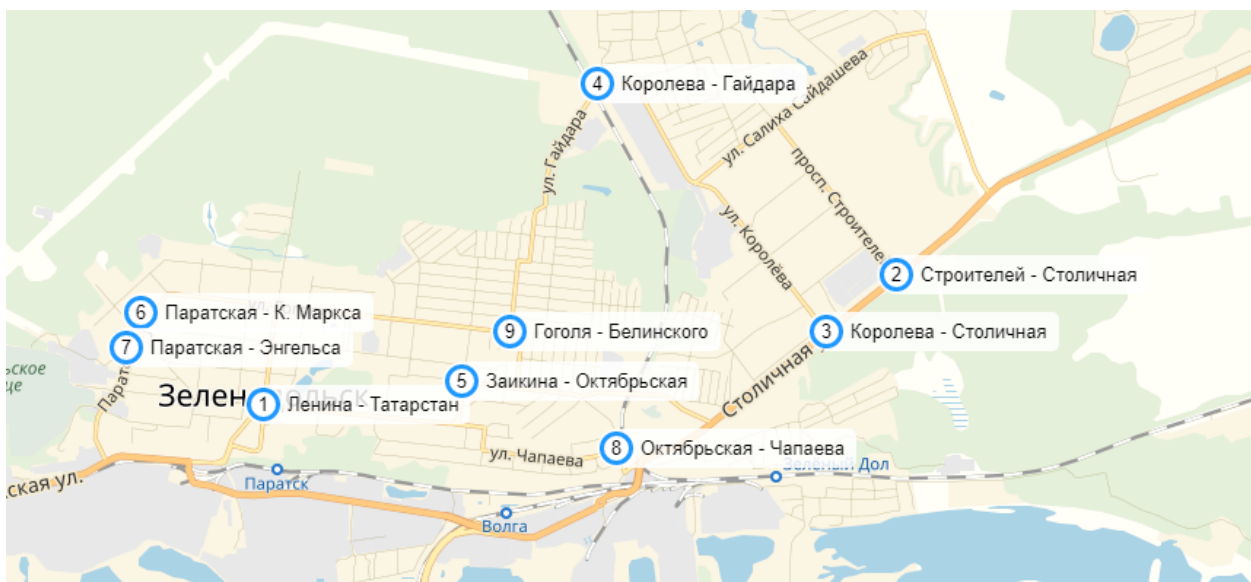 4 Королева - Гайдара
ул. Салиха Сайдашева
ул. Гайдара
просп. Строителе
ул. Королёва
2 Строителей - Столичная
6 Паратская - К. Маркса
3 Королева - Столичная
9 Гоголя - Белинского
7 Паратская - Энгельса
Столичная
5 Заикина - Октябрьская
Зелен дольск
1 Ленина - Татарстан
8 Октябрьская - Чапаева
ул. Чапаева
Зелёный Дол
ская ул.
Паратск
Волга